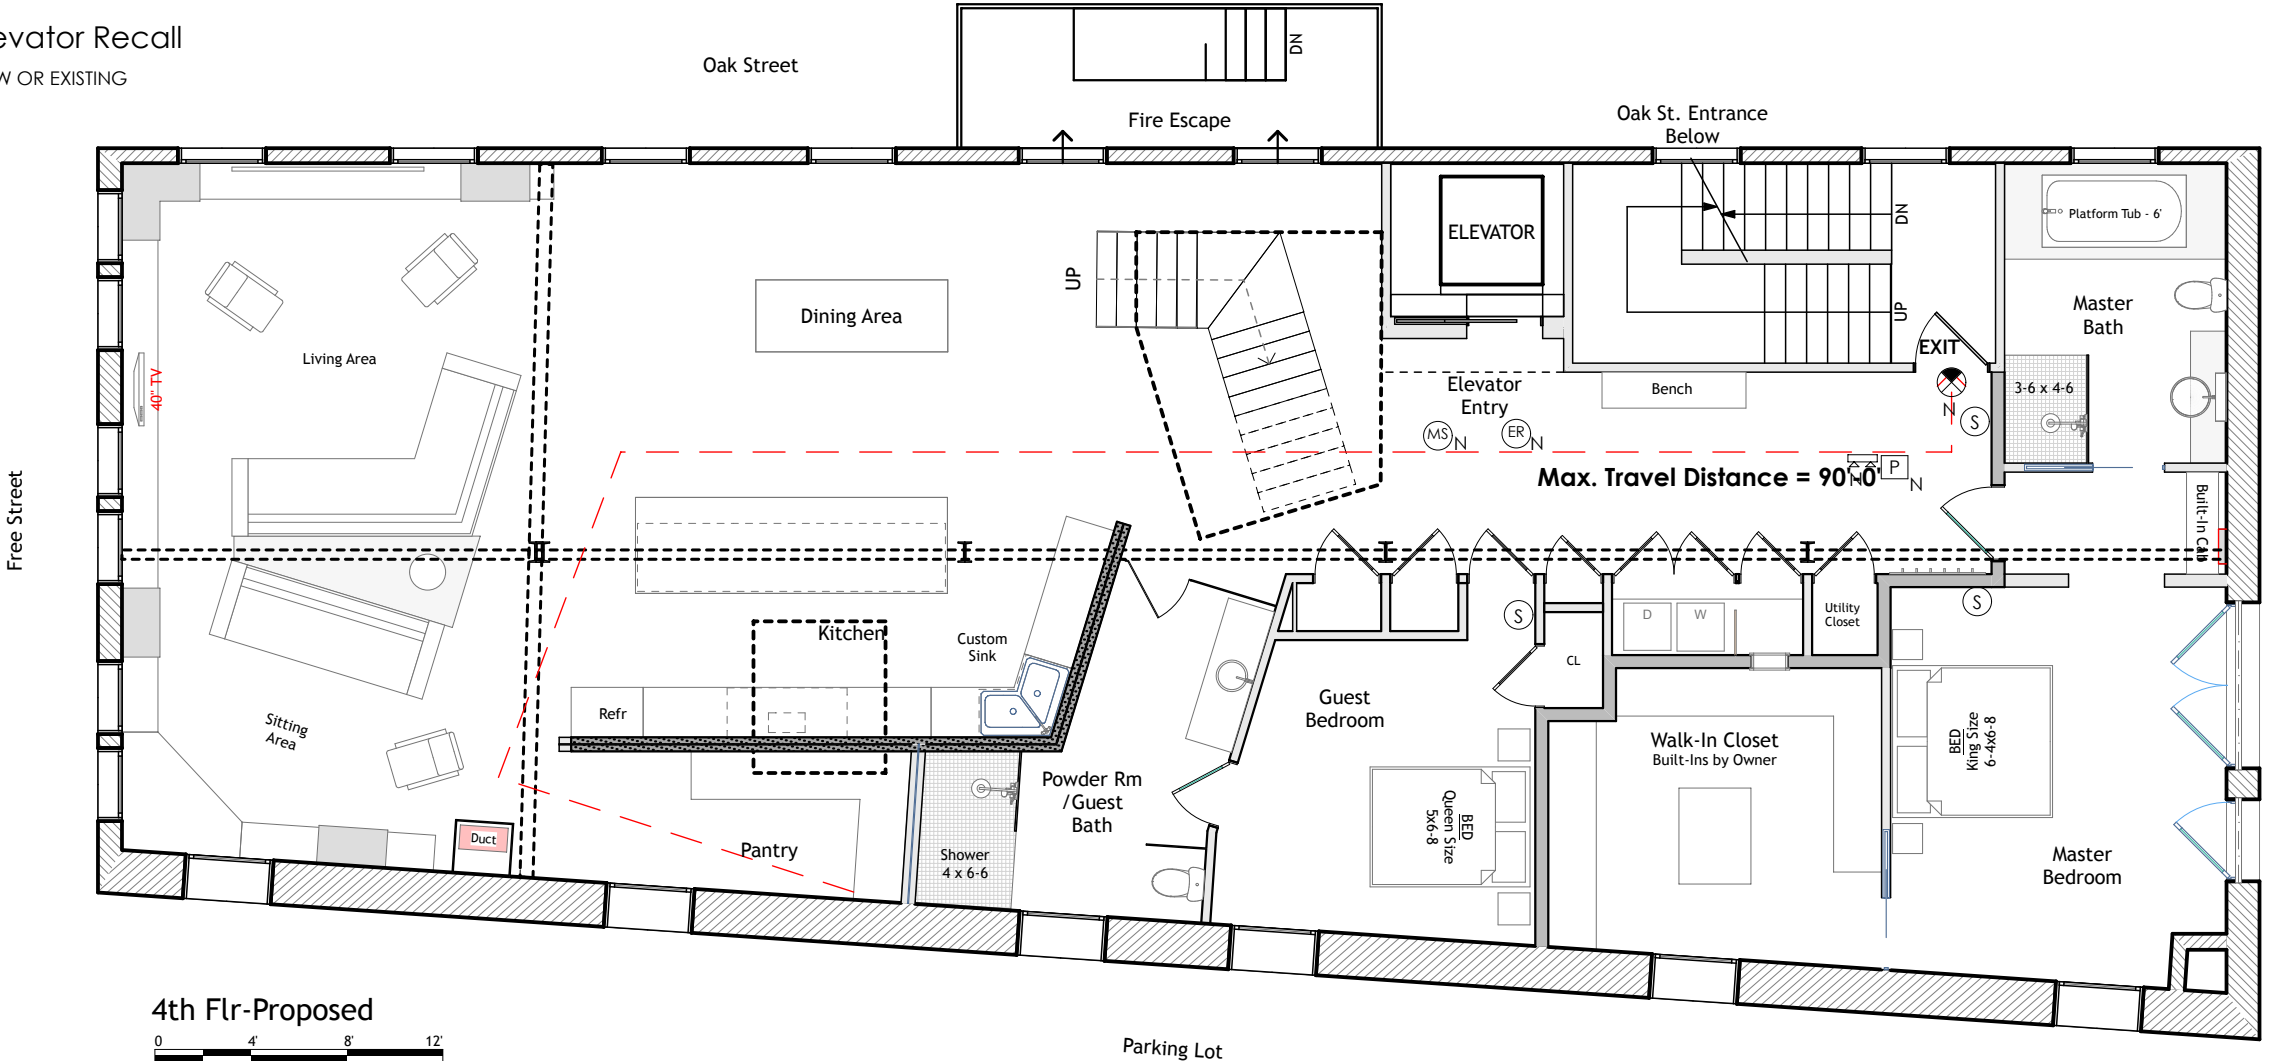 evator Recall
W OR EXISTING
Oak Street
DN
Fire Escape
Oak St. Entrance
Below
ELEVATOR
DN
UP
Platform Tub - 6'
Master
Bath
UP
Dining Area
Living Area
40" TV
EXIT
N
S
3-6 x 4-6
Elevator
Entry
Bench
MS
N
ER
N
Max. Travel Distance = 90'-0"
N
P
N
Free Street
Built-In Cab
Kitchen
Custom
Sink
Refr
Sitting
Area
S
D
W
Utility
Closet
S
CL
Guest
Bedroom
Walk-In Closet
Built-Ins by Owner
BED
King Size
6-4x6-8
Powder Rm
/Guest
Bath
BED
Queen Size
5x6-8
Duct
Pantry
Shower
4 x 6-6
Master
Bedroom
4th Flr-Proposed
0 4' 8' 12'
Parking Lot